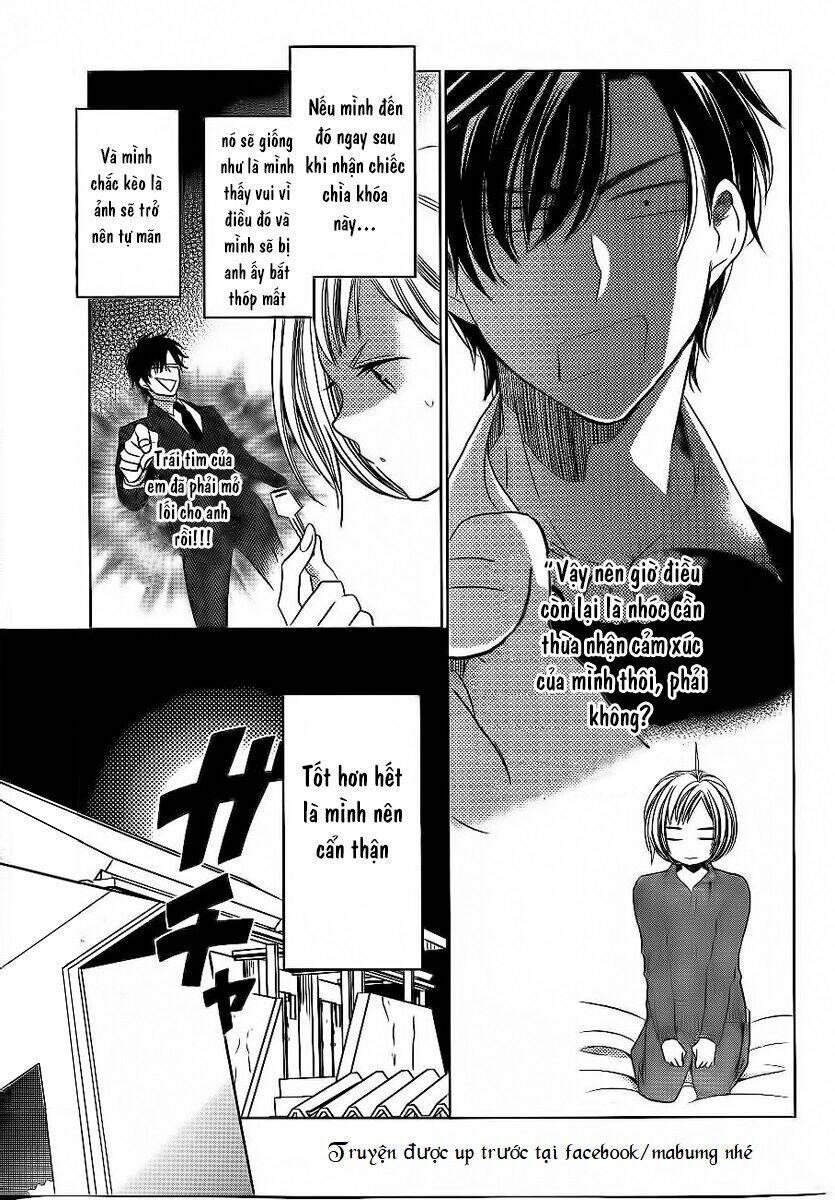 "Vậy nên giờ điều
còn lại là nhóc cần
thừa nhận cảm xúc
của mình thôi, phải
không?
Nếu mình đến
đó ngay sau
khi nhận chiếc
chìa khóa
này...
nó sẽ giống
như là mình
thấy vui vì
điều đó và
mình sẽ bị
anh ấy bắt
thóp mất
Và mình
chắc kèo là
ảnh sẽ trở
nên tự mãn
Trái tim của
em đã phải mở
lối cho anh
rồi!!!
Tốt hơn hết
là mình nên
cẩn thận
ガチャ
Truyện được up trước tại facebook/mabumg nhé